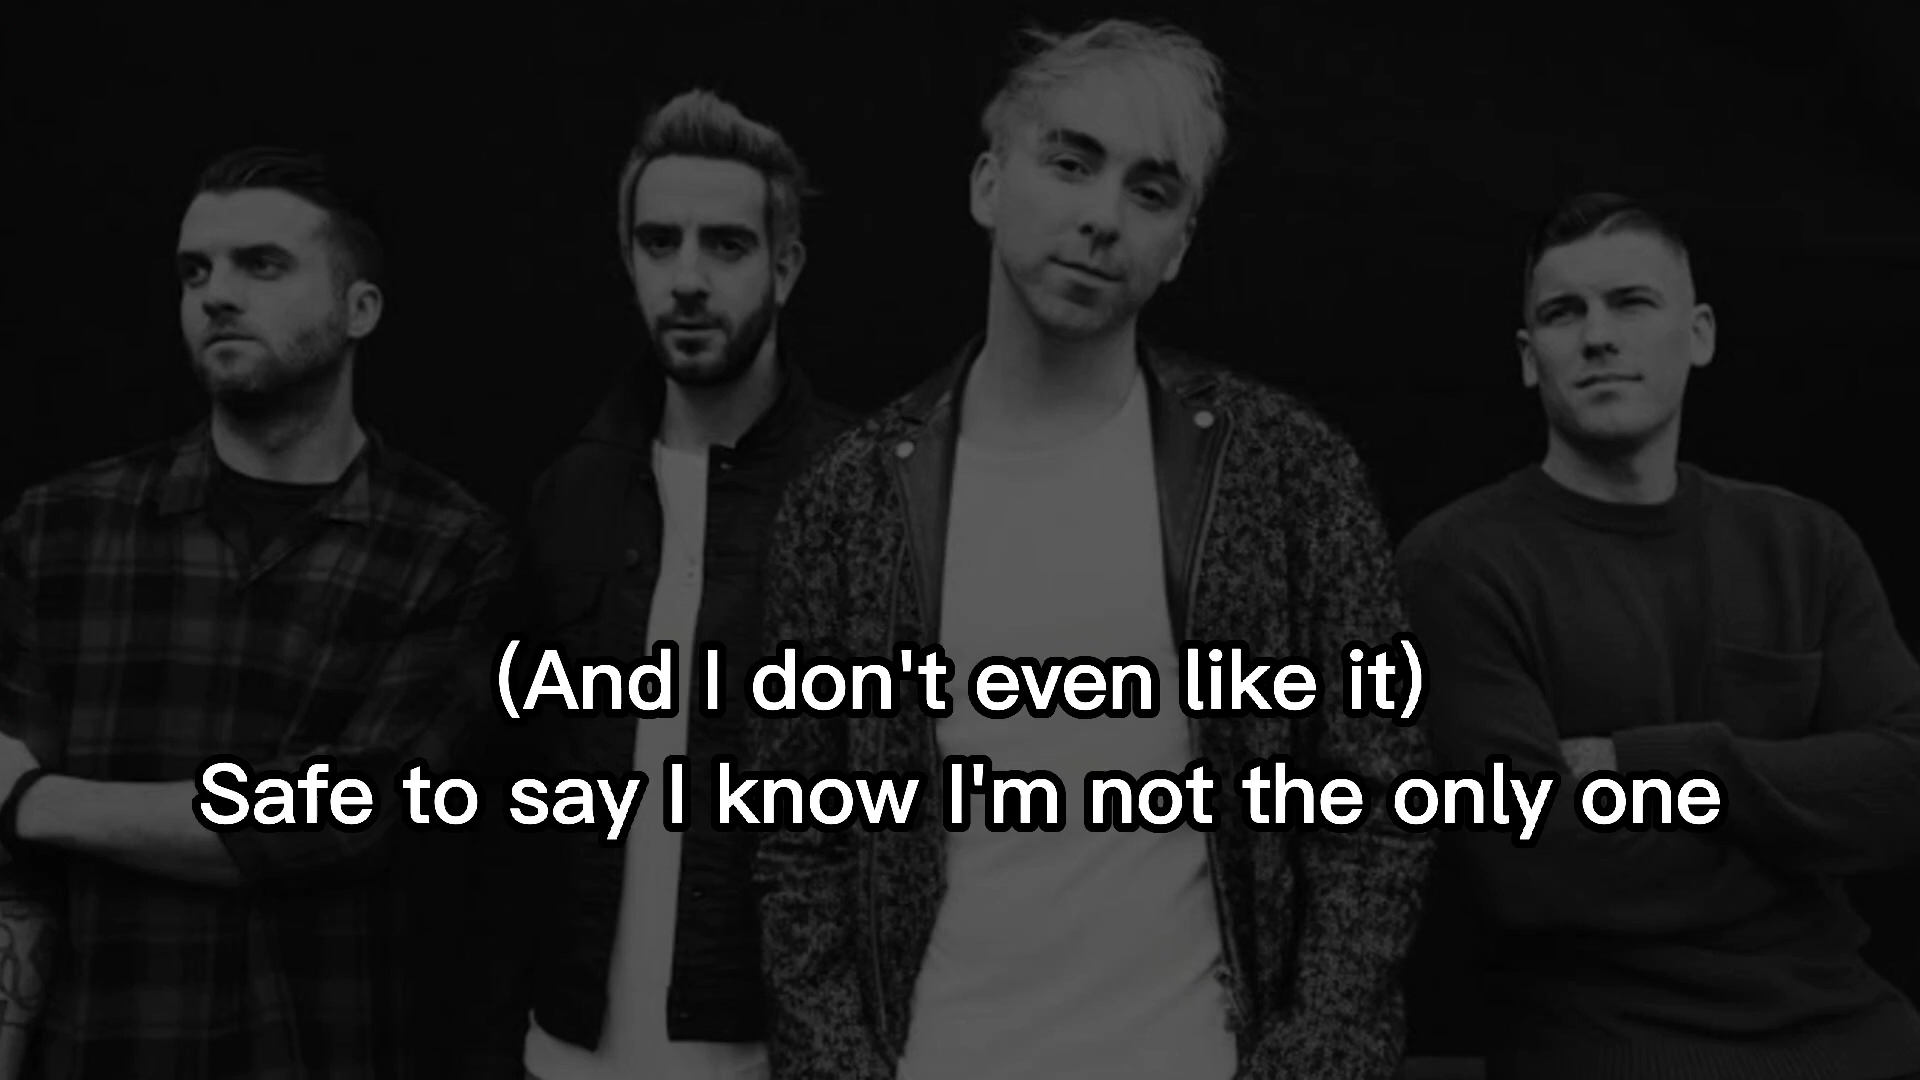 (And I don't even like it)
Safe to say I know I'm not the only one